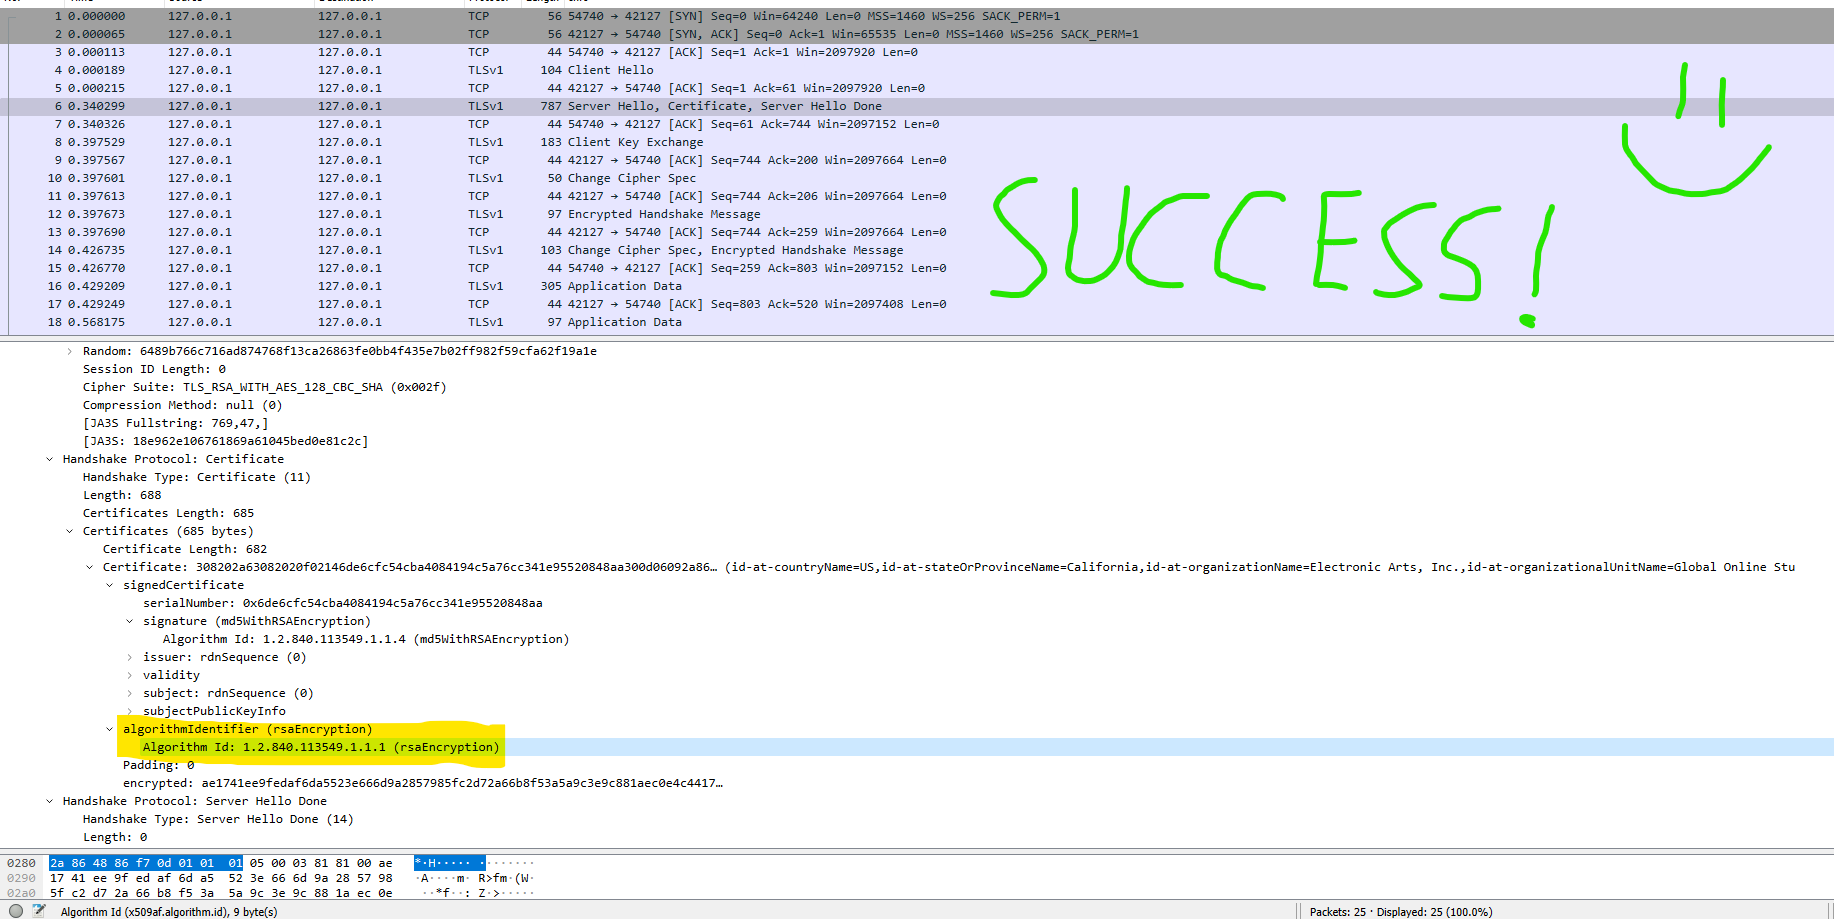 1 0.000000 127.0.0.1 127.0.0.1 TCP 56 54740 → 42127 [SYN] Seq=0 Win=64240 Len=0 MSS=1460 WS=256 SACK_PERM=1
2 0.000065 127.0.0.1 127.0.0.1 TCP 56 42127 → 54740 [SYN, ACK] Seq=0 Ack=1 Win=65535 Len=0 MSS=1460 WS=256 SACK_PERM=1
3 0.000113 127.0.0.1 127.0.0.1 TCP 44 54740 → 42127 [ACK] Seq=1 Ack=1 Win=2097920 Len=0
4 0.000189 127.0.0.1 127.0.0.1 TLSv1 104 Client Hello
5 0.000215 127.0.0.1 127.0.0.1 TCP 44 42127 → 54740 [ACK] Seq=1 Ack=61 Win=2097920 Len=0
6 0.340299 127.0.0.1 127.0.0.1 TLSv1 787 Server Hello, Certificate, Server Hello Done
7 0.340326 127.0.0.1 127.0.0.1 TCP 44 54740 → 42127 [ACK] Seq=61 Ack=744 Win=2097152 Len=0
8 0.397529 127.0.0.1 127.0.0.1 TLSv1 183 Client Key Exchange
9 0.397567 127.0.0.1 127.0.0.1 TCP 44 42127 → 54740 [ACK] Seq=744 Ack=200 Win=2097664 Len=0
10 0.397601 127.0.0.1 127.0.0.1 TLSv1 50 Change Cipher Spec
11 0.397613 127.0.0.1 127.0.0.1 TCP 44 42127 → 54740 [ACK] Seq=744 Ack=206 Win=2097664 Len=0
12 0.397673 127.0.0.1 127.0.0.1 TLSv1 97 Encrypted Handshake Message
13 0.397690 127.0.0.1 127.0.0.1 TCP 44 42127 → 54740 [ACK] Seq=744 Ack=259 Win=2097664 Len=0
14 0.426735 127.0.0.1 127.0.0.1 TLSv1 103 Change Cipher Spec, Encrypted Handshake Message
15 0.426770 127.0.0.1 127.0.0.1 TCP 44 54740 → 42127 [ACK] Seq=259 Ack=803 Win=2097152 Len=0
16 0.429209 127.0.0.1 127.0.0.1 TLSv1 305 Application Data
17 0.429249 127.0.0.1 127.0.0.1 TCP 44 42127 → 54740 [ACK] Seq=803 Ack=520 Win=2097408 Len=0
18 0.568175 127.0.0.1 127.0.0.1 TLSv1 97 Application Data
SUCCESS!
Random: 6489b766c716ad874768f13ca26863fe0bb4f435e7b02ff982f59cfa62f19a1e
Session ID Length: 0
Cipher Suite: TLS_RSA_WITH_AES_128_CBC_SHA (0x002f)
Compression Method: null (0)
[JA3S Fullstring: 769,47,]
[JA3S: 18e962e106761869a61045bed0e81c2c]
Handshake Protocol: Certificate
Handshake Type: Certificate (11)
Length: 688
Certificates Length: 685
Certificates (685 bytes)
Certificate Length: 682
Certificate: 308202a63082020f02146de6cfc54cba4084194c5a76cc341e95520848aa300d06092a86… (id-at-countryName=US,id-at-stateOrProvinceName=California,id-at-organizationName=Electronic Arts, Inc.,id-at-organizationalUnitName=Global Online Stu
signedCertificate
serialNumber: 0x6de6cfc54cba4084194c5a76cc341e95520848aa
signature (md5WithRSAEncryption)
Algorithm Id: 1.2.840.113549.1.1.4 (md5WithRSAEncryption)
issuer: rdnSequence (0)
validity
subject: rdnSequence (0)
subjectPublicKeyInfo
algorithmIdentifier (rsaEncryption)
Algorithm Id: 1.2.840.113549.1.1.1 (rsaEncryption)
Padding: 0
encrypted: ae1741ee9fedaf6da5523e666d9a2857985fc2d72a66b8f53a5a9c3e9c881aec0e4c4417…
Handshake Protocol: Server Hello Done
Handshake Type: Server Hello Done (14)
Length: 0
0280 2a 86 48 86 f7 0d 01 01 01 05 00 03 81 81 00 ae *·H····· ········
0290 17 41 ee 9f ed af 6d a5 52 3e 66 6d 9a 28 57 98 ·A····m· R>fm·(W·
02a0 5f c2 d7 2a 66 b8 f5 3a 5a 9c 3e 9c 88 1a ec 0e _··*f··: Z·>·····
Algorithm Id (x509af.algorithm.id), 9 byte(s)
Packets: 25 · Displayed: 25 (100.0%)